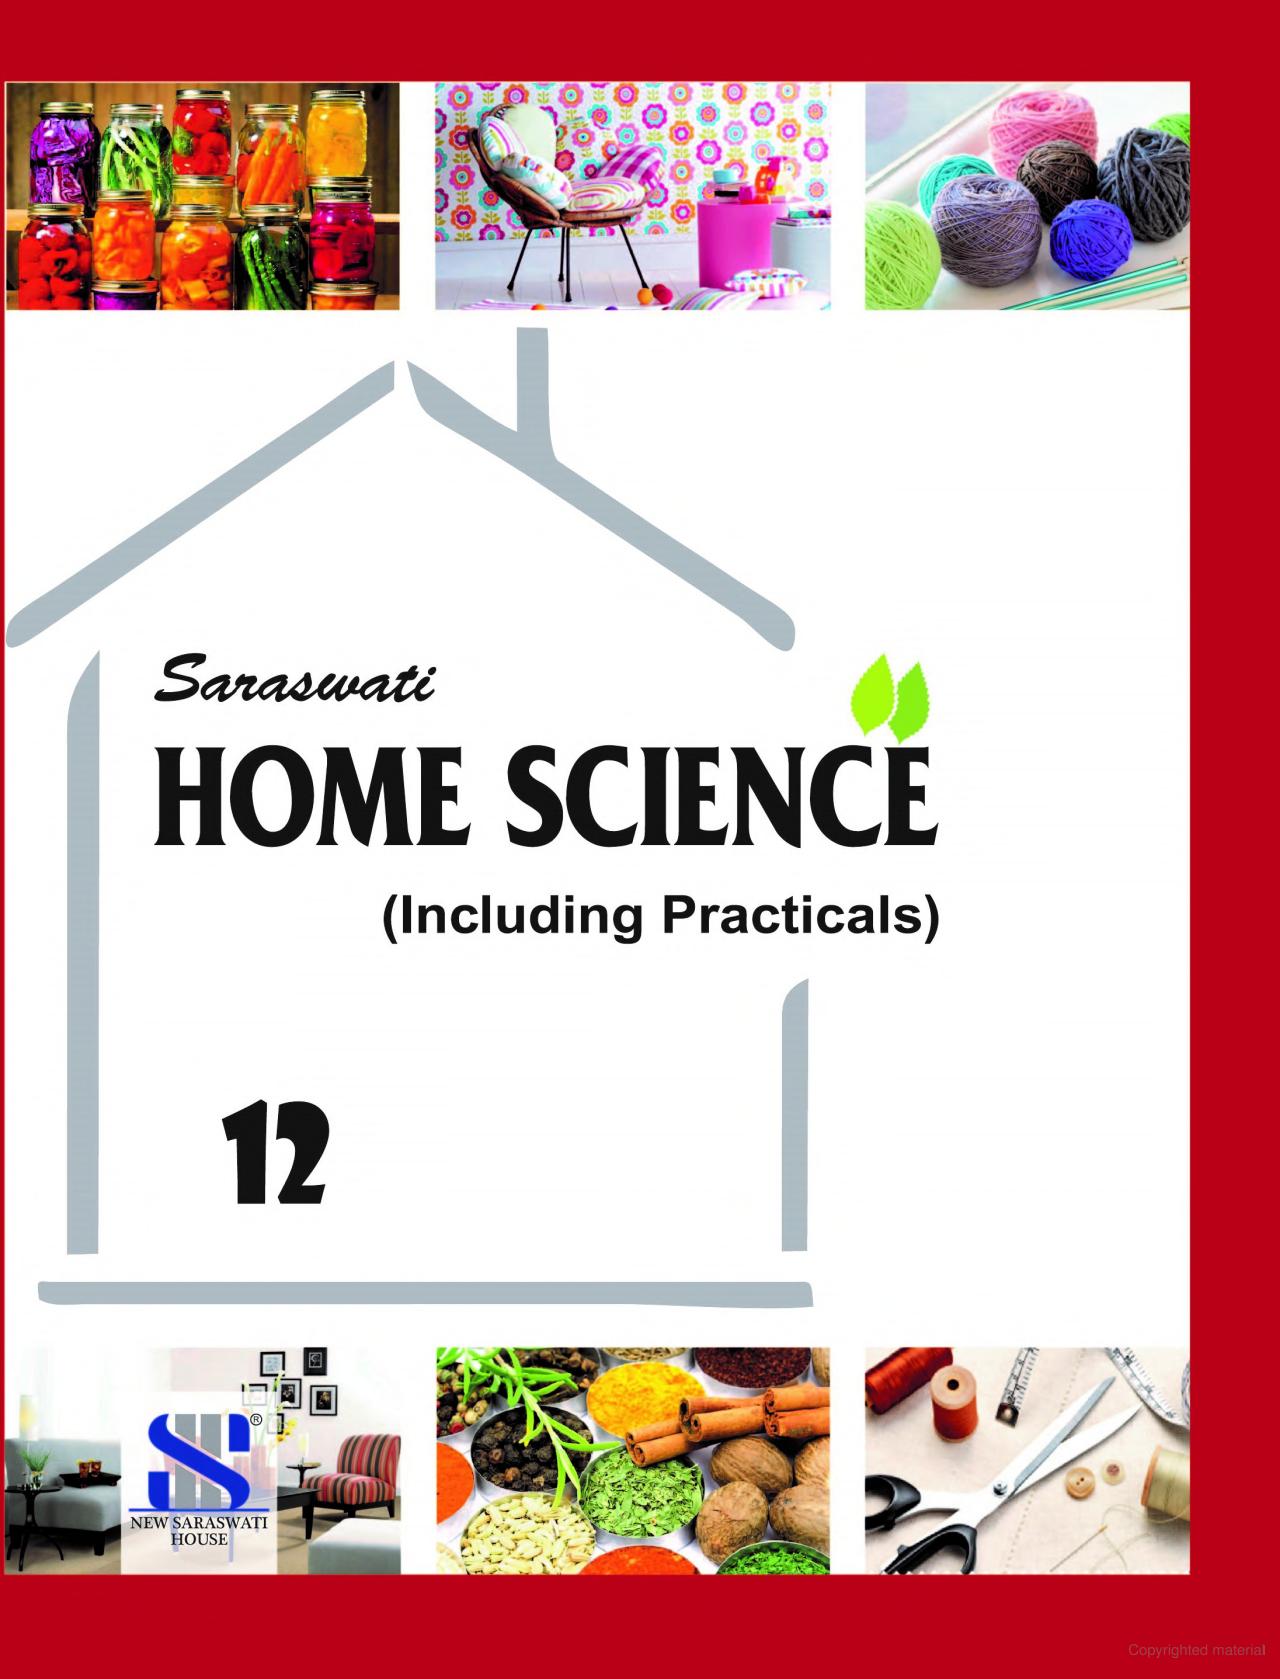 Saraswati
HOME SCIENCE
(Including Practicals)
12
®
NEW SARASWATI
HOUSE
Copyrighted material